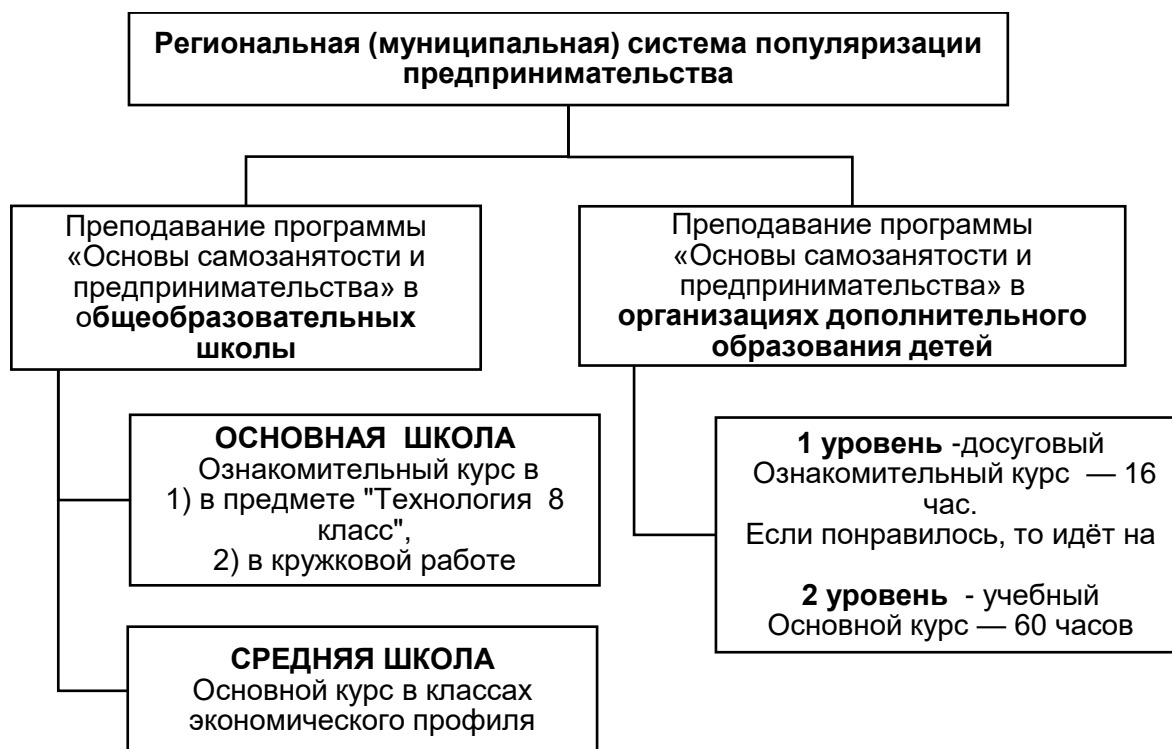 Региональная (муниципальная) система популяризации
предпринимательства
Преподавание программы
«Основы самозанятости и
предпринимательства» в
общеобразовательных
школы
ОСНОВНАЯ ШКОЛА
Ознакомительный курс в
1) в предмете "Технология 8
класс",
2) в кружковой работе
СРЕДНЯЯ ШКОЛА
Основной курс в классах
экономического профиля
Преподавание программы
«Основы самозанятости и
предпринимательства» в
организациях дополнительного
образования детей
1 уровень -досуговый
Ознакомительный курс — 16
час.
Если понравилось, то идёт на
2 уровень - учебный
Основной курс — 60 часов